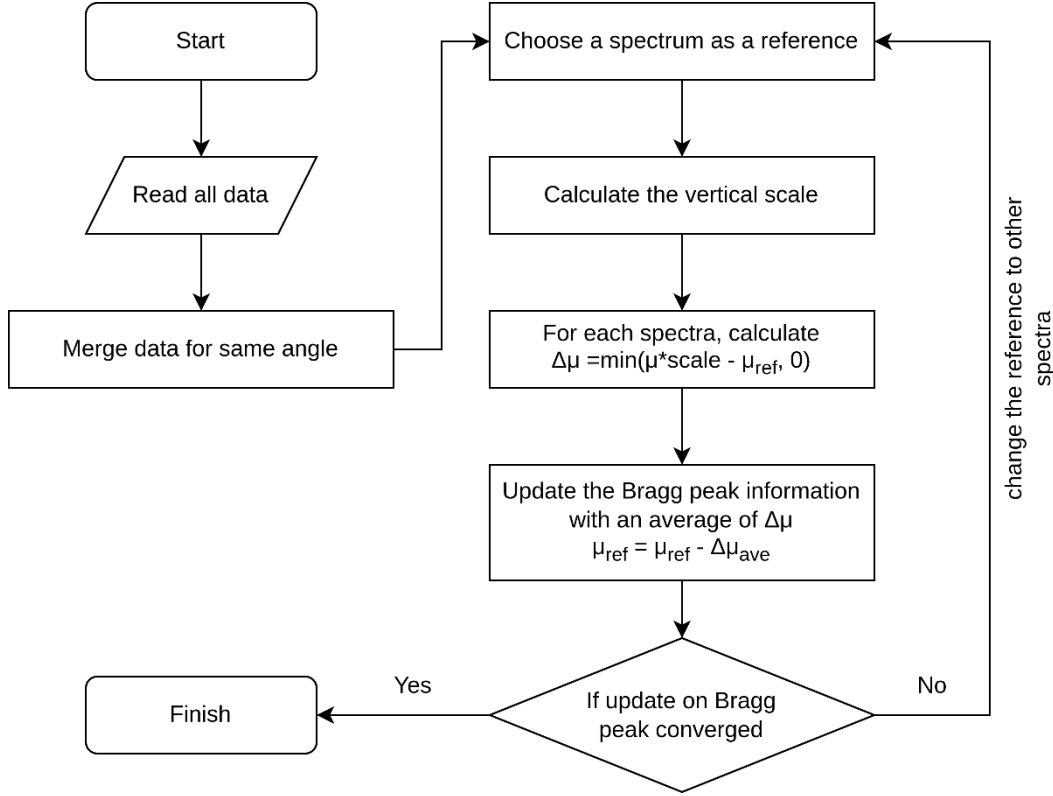 Start
Read all data
Merge data for same angle
Choose a spectrum as a reference
Calculate the vertical scale
For each spectra, calculate
Δμ =min(μ*scale - μref, 0)
Update the Bragg peak information
with an average of Δμ
μref = μref - Δμave
If update on Bragg
peak converged
Yes
Finish
No
change the reference to other
spectra